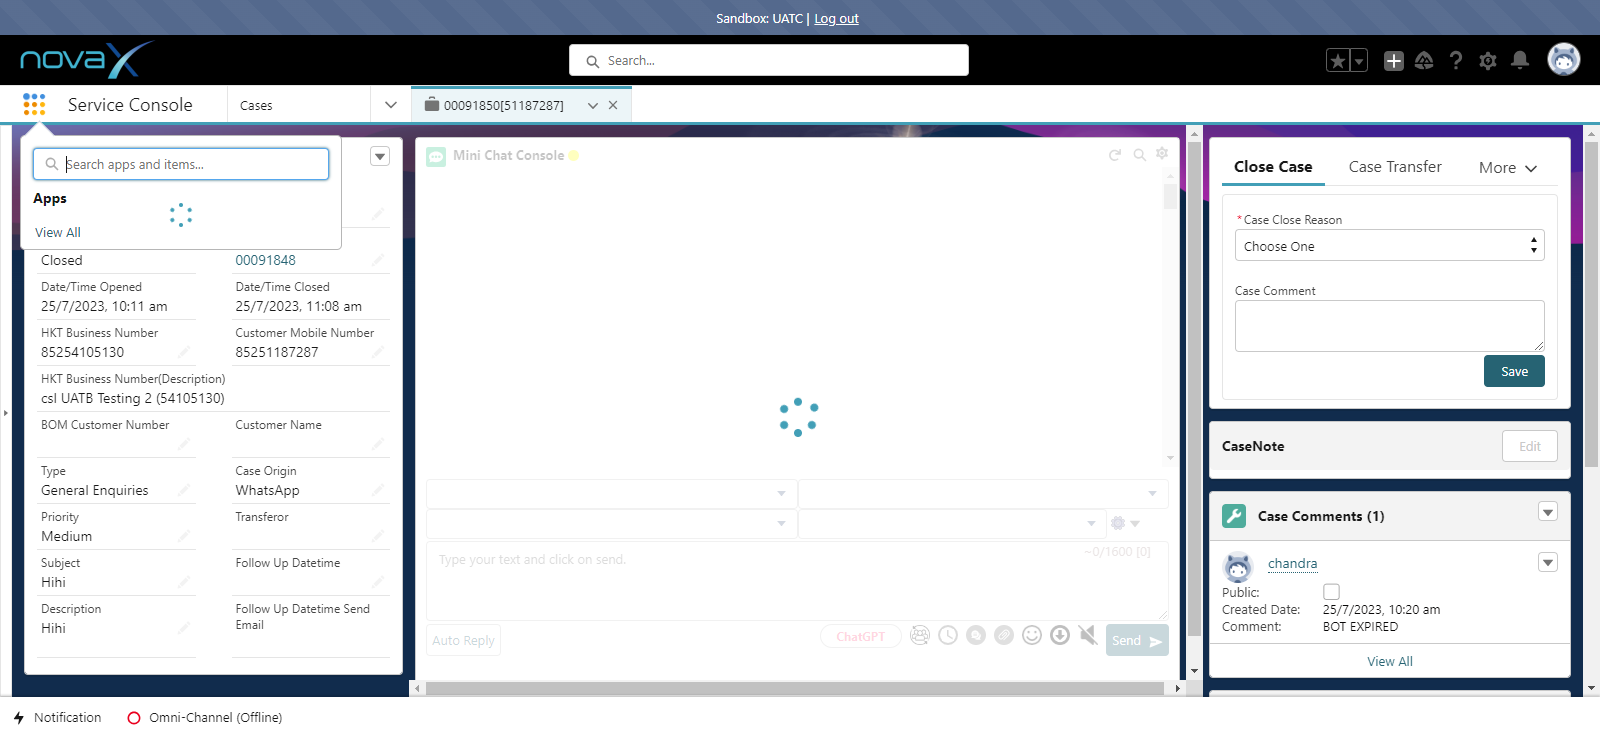 Sandbox: UATC | Log out
novaX
Search...
Service Console
Cases
00091850[51187287]
Search apps and items...
Apps
View All
Closed
00091848
Date/Time Opened
Date/Time Closed
25/7/2023, 10:11 am
25/7/2023, 11:08 am
HKT Business Number
Customer Mobile Number
85254105130
85251187287
HKT Business Number(Description)
csl UATB Testing 2 (54105130)
BOM Customer Number
Customer Name
Type
Case Origin
General Enquiries
WhatsApp
Priority
Transferor
Medium
Subject
Follow Up Datetime
Hihi
Description
Follow Up Datetime Send
Email
Hihi
Mini Chat Console
Type your text and click on send.
~0/1600 [0]
Auto Reply
ChatGPT
Send
Close Case
Case Transfer
More
*Case Close Reason
Choose One
Case Comment
Save
CaseNote
Edit
Case Comments (1)
chandra
Public:
Created Date:
25/7/2023, 10:20 am
Comment:
BOT EXPIRED
View All
Notification
Omni-Channel (Offline)